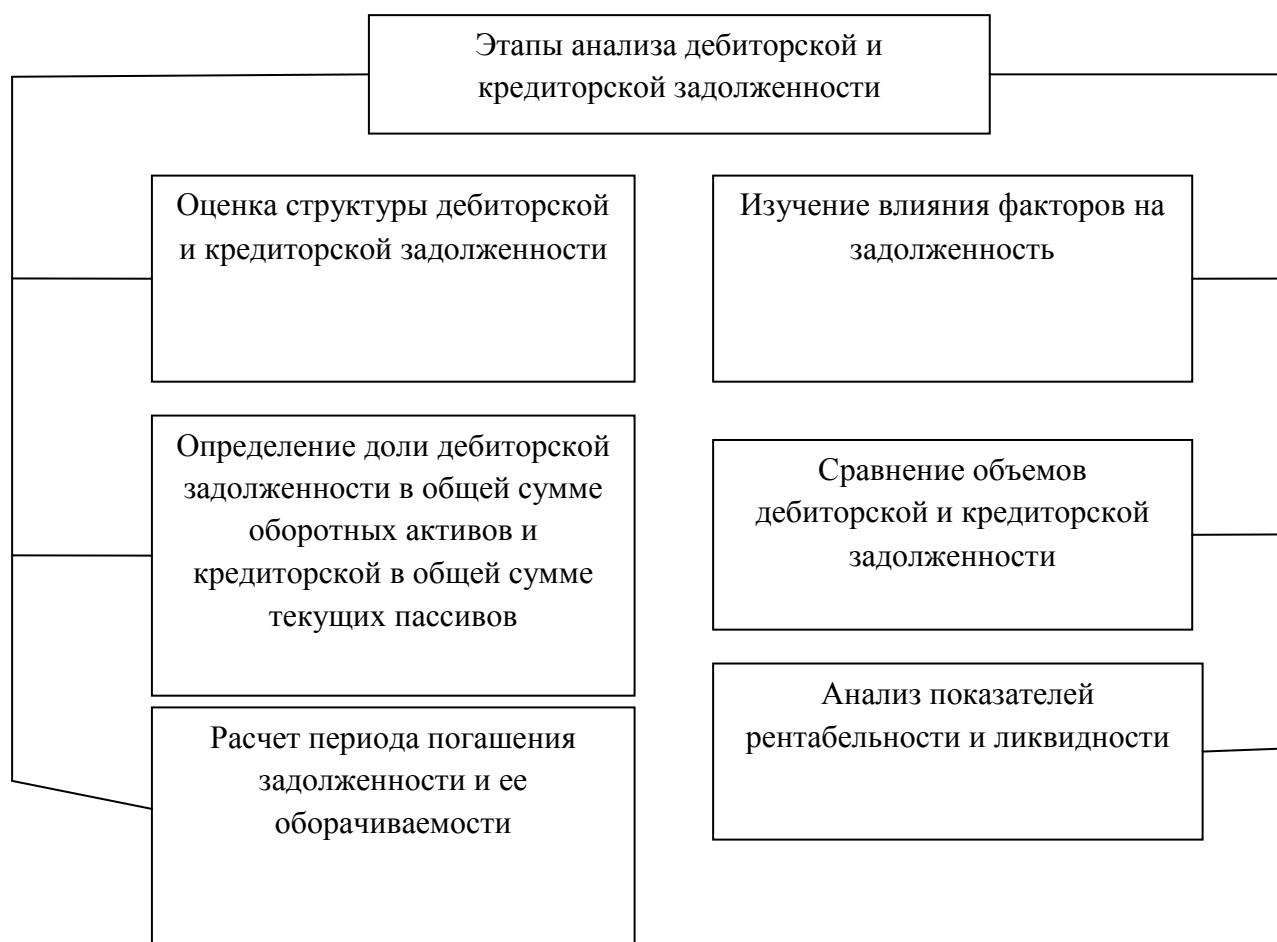 Этапы анализа дебиторской и
кредиторской задолженности
Оценка структуры дебиторской
и кредиторской задолженности
Изучение влияния факторов на
задолженность
Определение доли дебиторской
задолженности в общей сумме
оборотных активов и
кредиторской в общей сумме
текущих пассивов
Сравнение объемов
дебиторской и кредиторской
задолженности
Расчет периода погашения
задолженности и ее
оборачиваемости
Анализ показателей
рентабельности и ликвидности